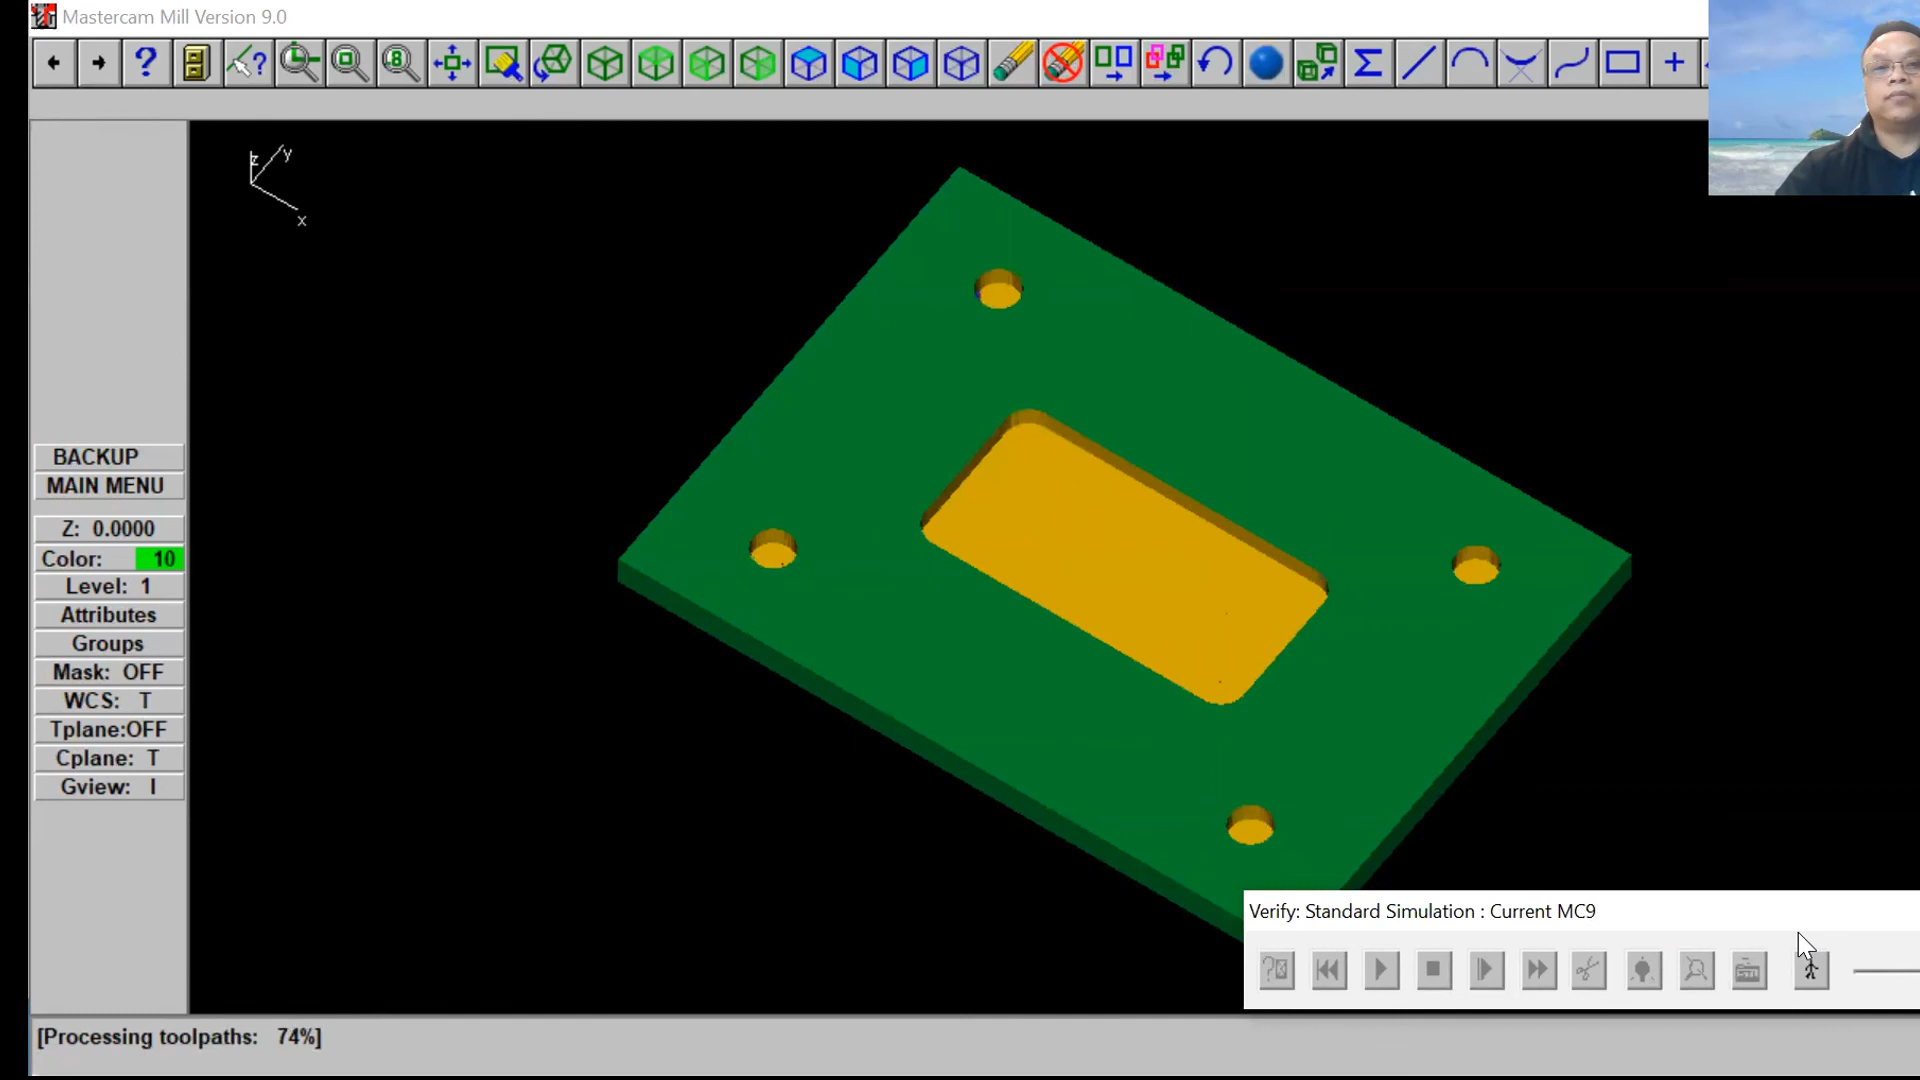 Mastercam Mill Version 9.0
z y
x
BACKUP
MAIN MENU
Z: 0.0000
Color: 10
Level: 1
Attributes
Groups
Mask: OFF
WCS: T
Tplane:OFF
Cplane: T
Gview: I
Verify: Standard Simulation : Current MC9
[Processing toolpaths: 74%]